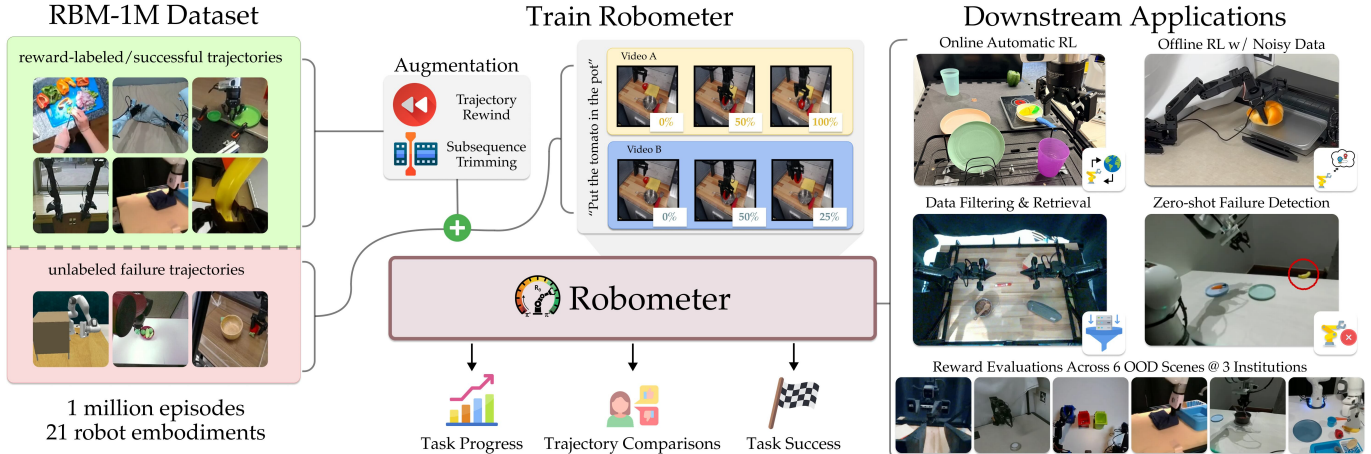 RBM-1M Dataset
reward-labeled/successful trajectories
unlabeled failure trajectories
1 million episodes
21 robot embodiments
Train Robometer
Augmentation
Trajectory
Rewind
Subsequence
Trimming
"Put the tomato in the pot"
Video A
0%
50%
100%
Video B
0%
50%
25%
Robometer
Task Progress
Trajectory Comparisons
Task Success
Downstream Applications
Online Automatic RL
Offline RL w/ Noisy Data
Data Filtering & Retrieval
Zero-shot Failure Detection
Reward Evaluations Across 6 OOD Scenes @ 3 Institutions